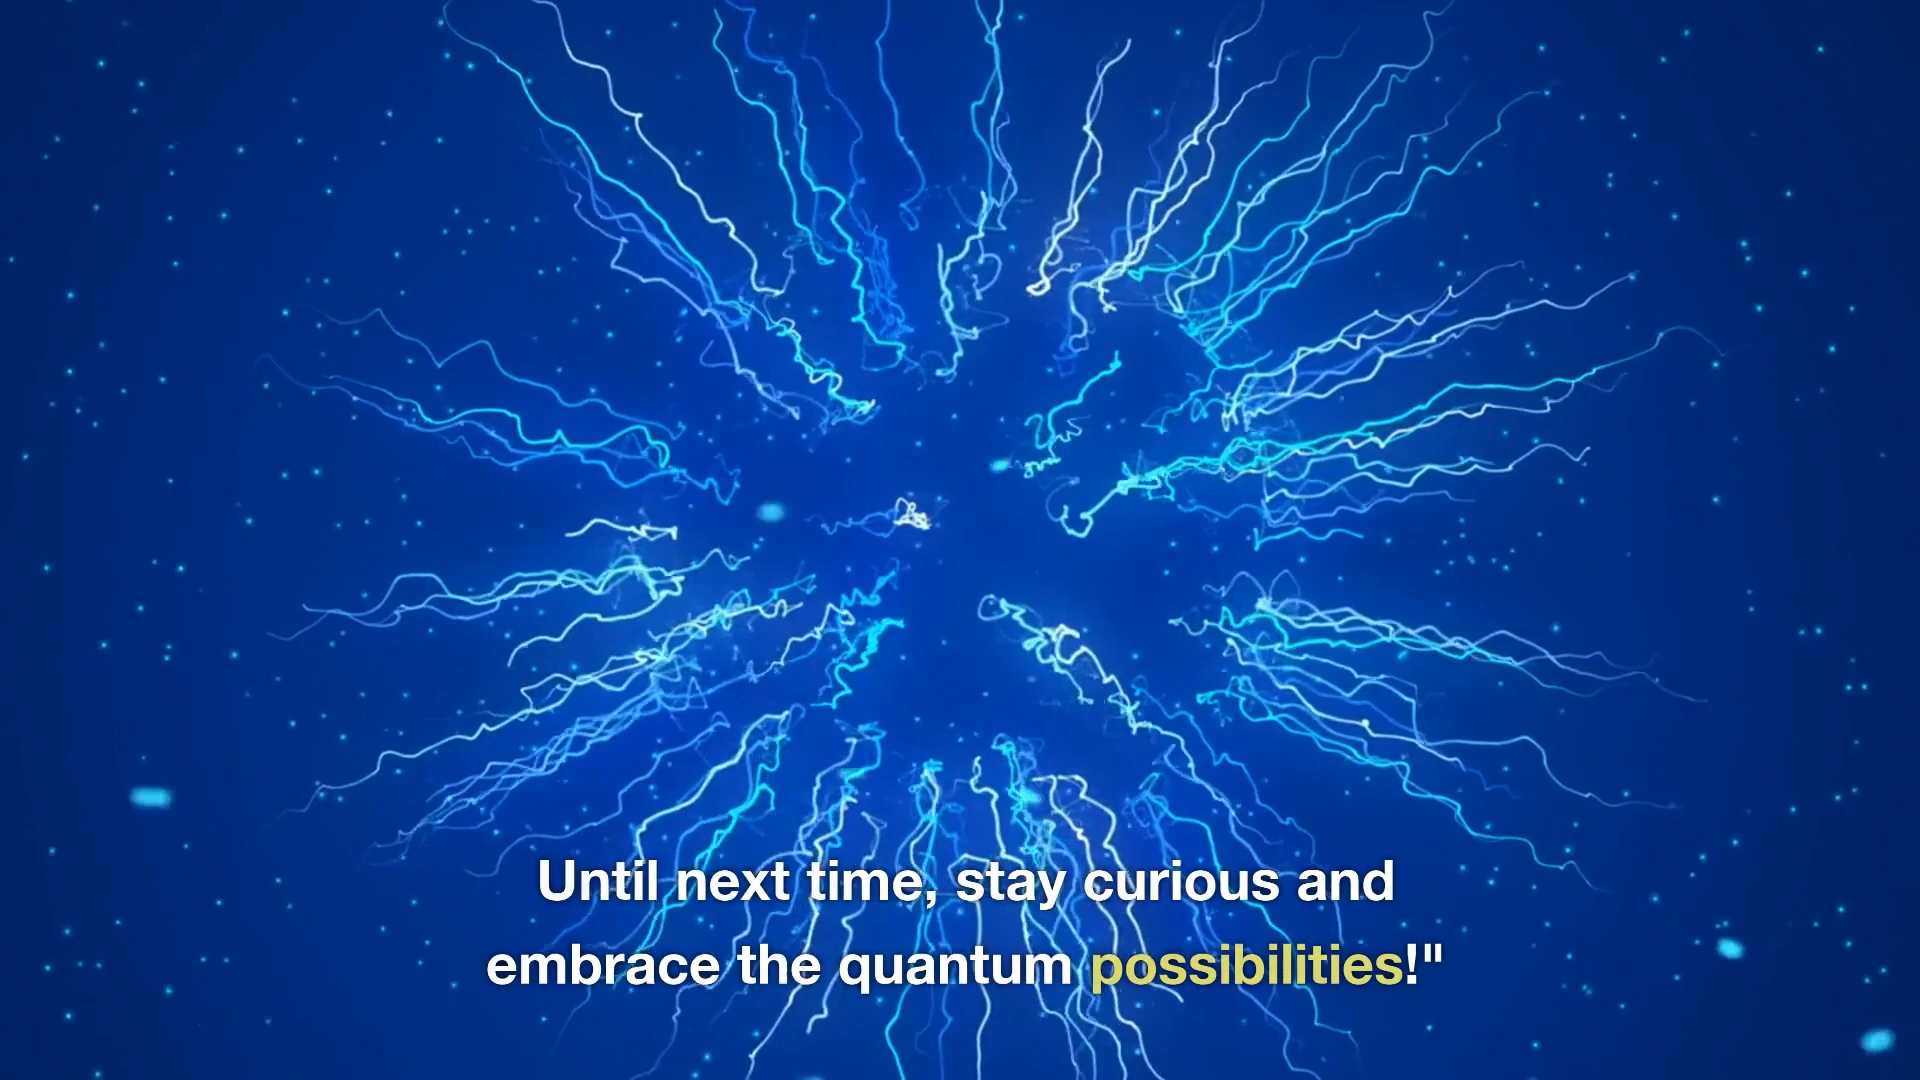 Until next time, stay curious and
embrace the quantum possibilities!"